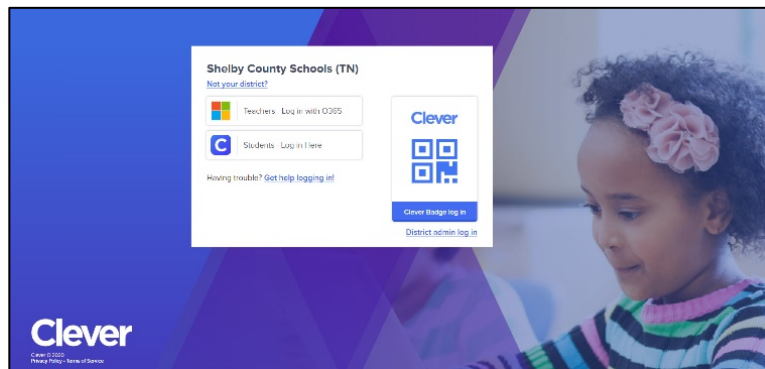 Shelby County Schools (TN)
Not your district?
Teachers - Log in with O365
Students - Log in Here
Having trouble? Get help logging in!
Clever
Clever Badge log in
District admin log in
Clever
Clever © 2020
Privacy Policy - Terms of Service